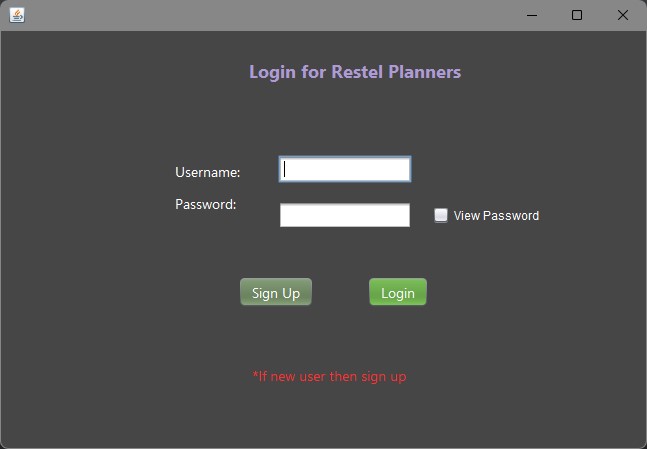 Login for Restel Planners
Username:
Password:
View Password
Sign Up
Login
*If new user then sign up